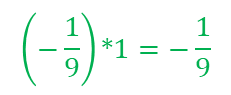 (-1/9)*1 = -1/9